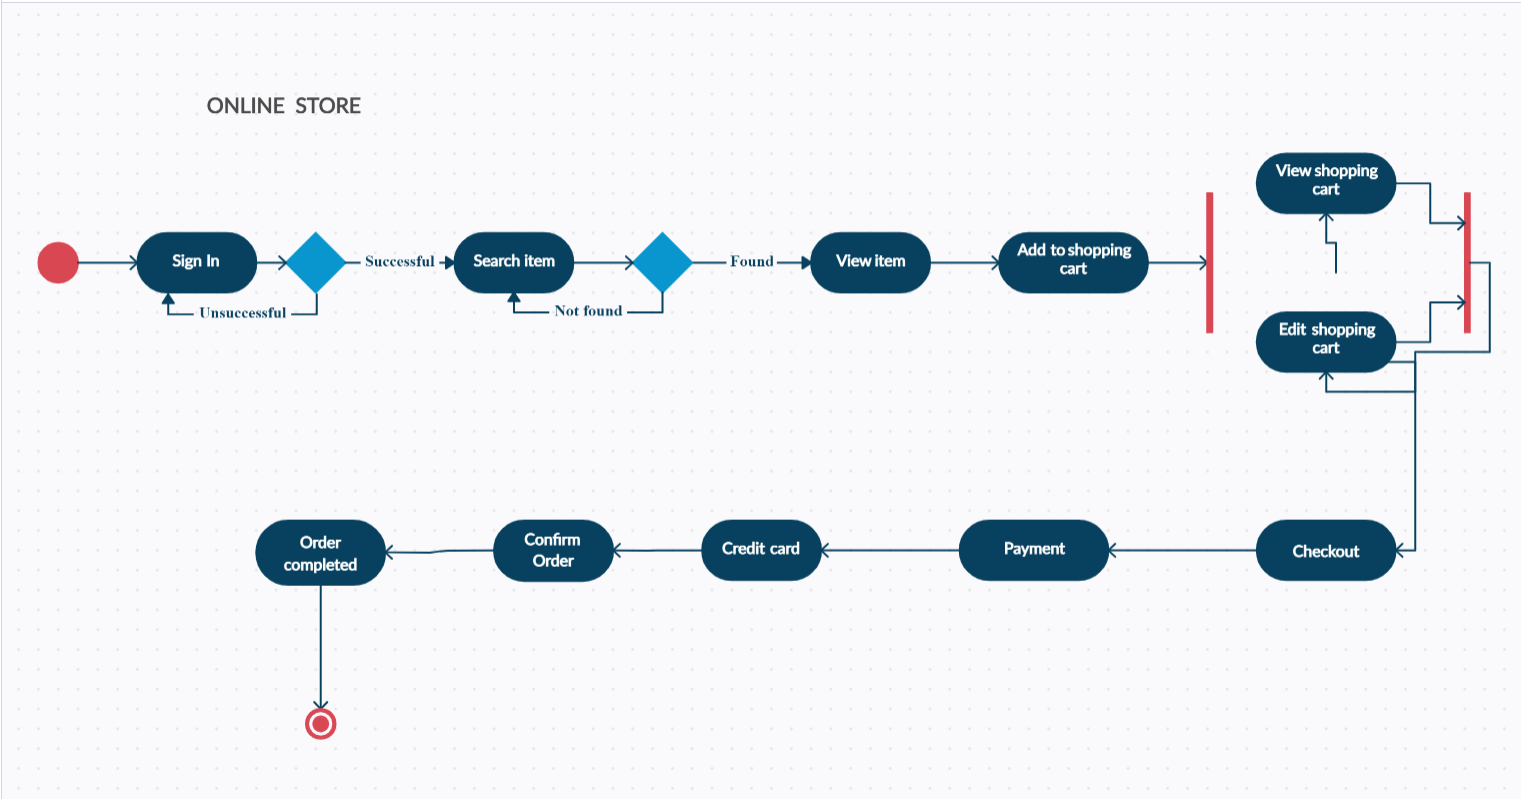 ONLINE STORE
View shopping
cart
Sign In
Successful
Search item
Found
View item
Add to shopping
cart
Unsuccessful
Not found
Edit shopping
cart
Order
completed
Confirm
Order
Credit card
Payment
Checkout